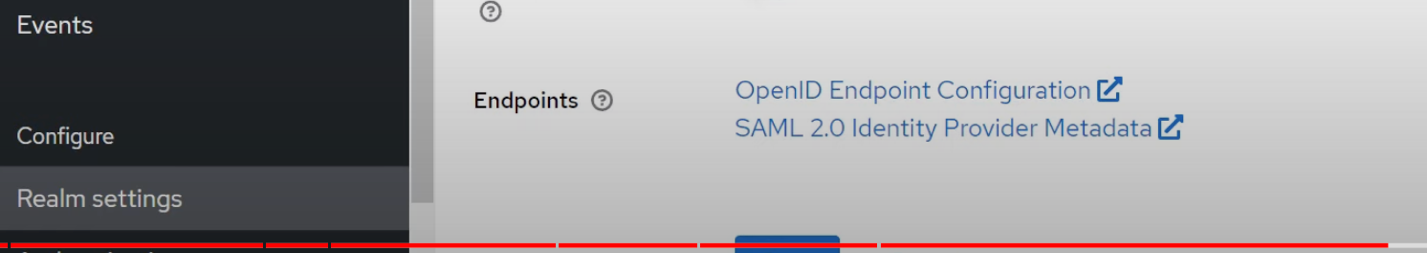 Events
Configure
Realm settings
Endpoints
OpenID Endpoint Configuration
SAML 2.0 Identity Provider Metadata